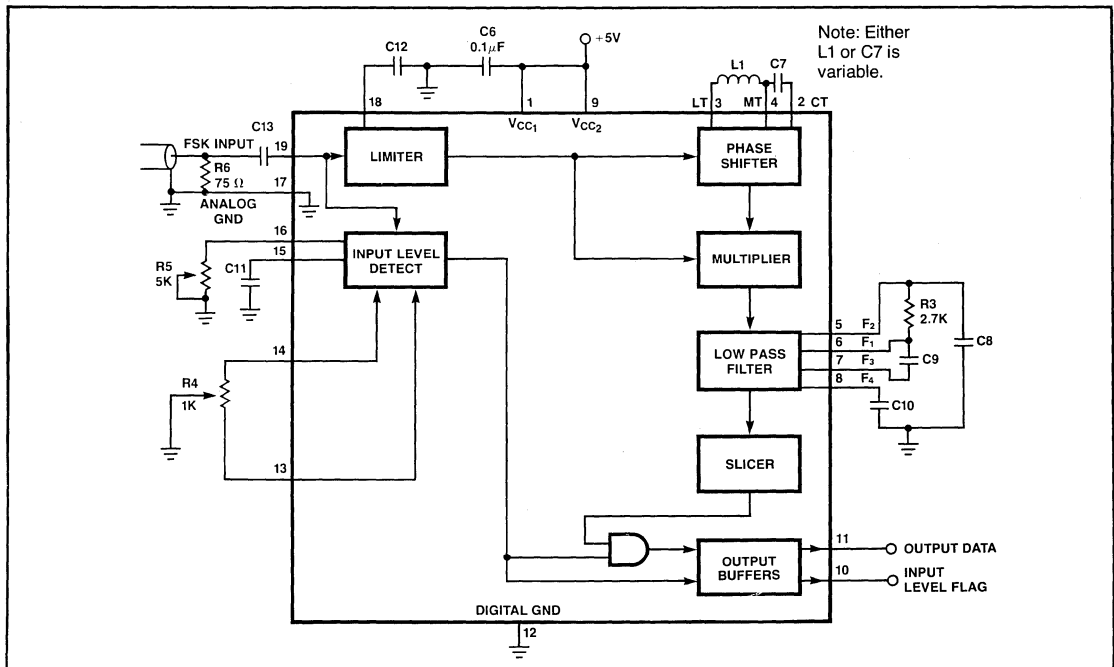 Note: Either
L1 or C7 is
variable.
C6
0.1μF
+5V
C12
L1
C7
18
1
9
LT 3
MT 4
2 CT
VCC1
VCC2
C13
FSK INPUT
19
LIMITER
PHASE
SHIFTER
R6
75 Ω
17
ANALOG
GND
16
15
INPUT LEVEL
DETECT
MULTIPLIER
R5
5K
C11
R3
2.7K
5 F2
6 F1
7 F3
8 F4
C8
C9
LOW PASS
FILTER
C10
14
R4
1K
13
SLICER
11
OUTPUT DATA
OUTPUT
BUFFERS
10
INPUT
LEVEL FLAG
DIGITAL GND
12